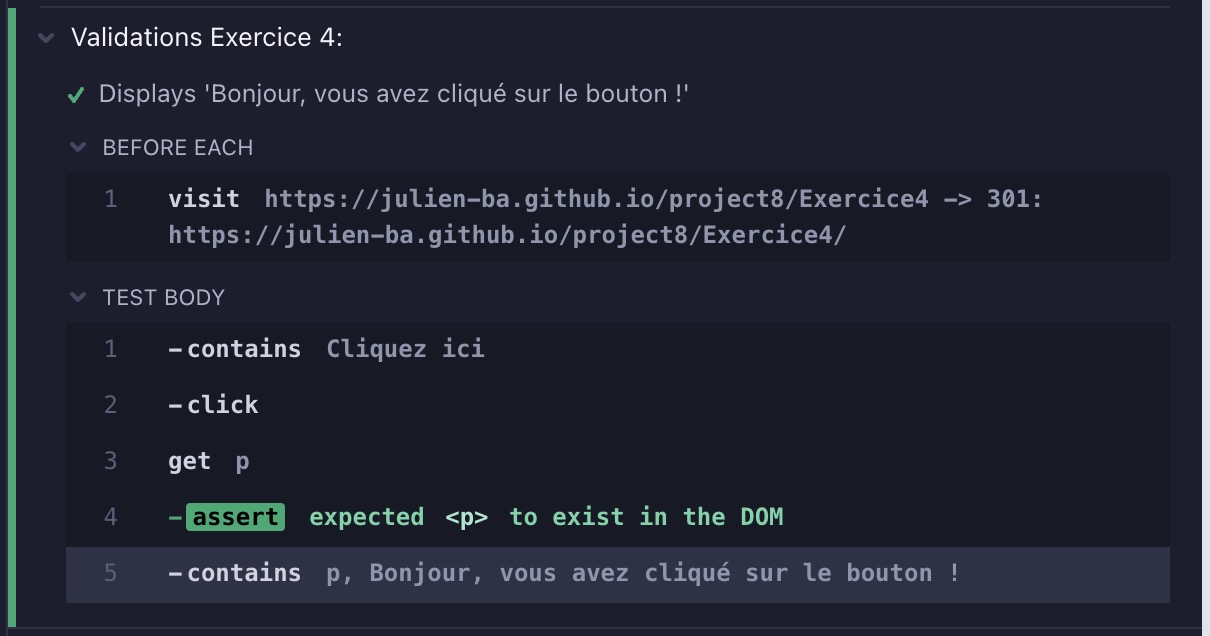 Validations Exercice 4:
Displays 'Bonjour, vous avez cliqué sur le bouton !'
BEFORE EACH
1 visit https://julien-ba.github.io/project8/Exercice4 -> 301:
https://julien-ba.github.io/project8/Exercice4/
TEST BODY
1 -contains Cliquez ici
2 -click
3 get p
4 -assert expected <p> to exist in the DOM
5 -contains p, Bonjour, vous avez cliqué sur le bouton !